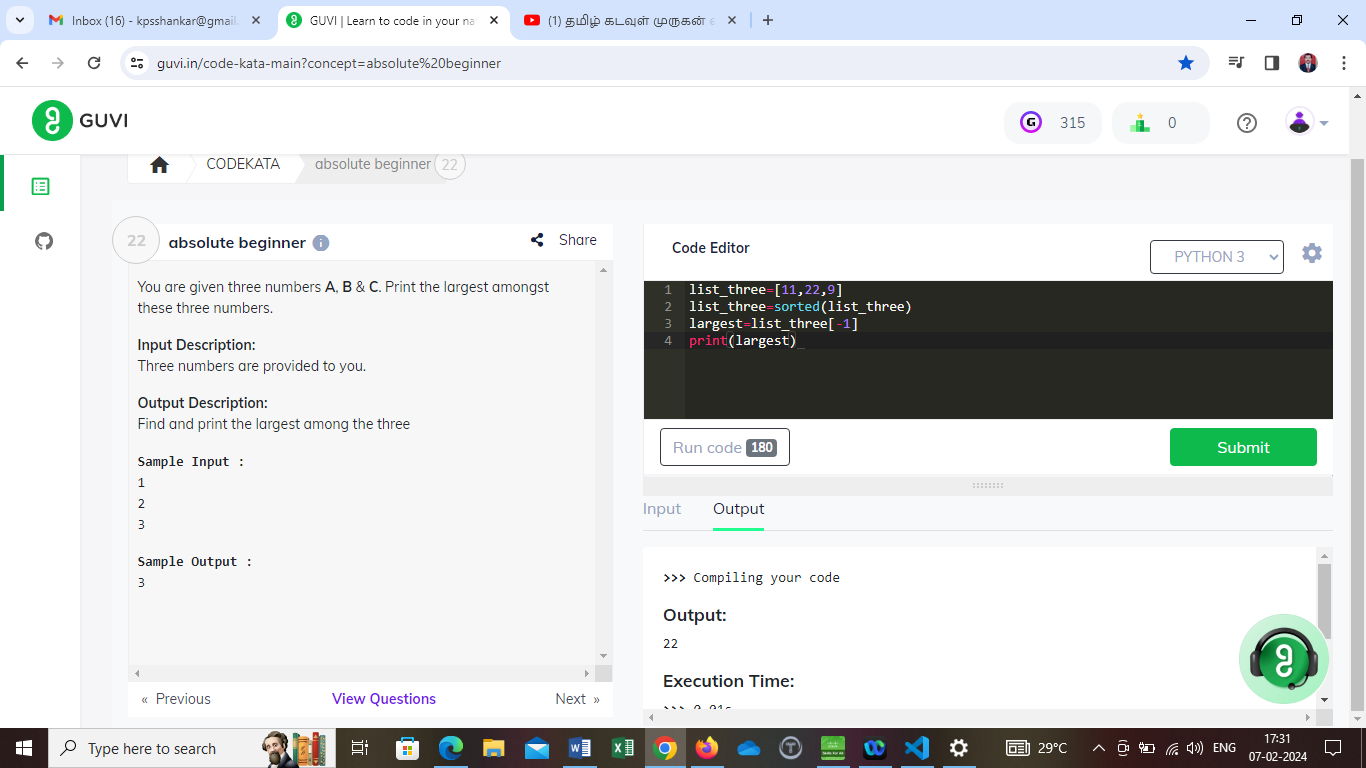 Inbox (16) - kpsshankar@gmail.
GUVI | Learn to code in your na
(1) தமிழ் கடவுள் முருகன்
guvi.in/code-kata-main?concept=absolute%20beginner
GUVI
315
0
CODEKATA
absolute beginner 22
22 absolute beginner
Share
You are given three numbers A, B & C. Print the largest amongst
these three numbers.
Input Description:
Three numbers are provided to you.
Output Description:
Find and print the largest among the three
Sample Input :
1
2
3
Sample Output :
3
« Previous
View Questions
Next »
Code Editor
PYTHON 3
1 list_three=[11,22,9]
2 list_three=sorted(list_three)
3 largest=list_three[-1]
4 print(largest)
Run code 180
Submit
Input
Output
>>> Compiling your code
Output:
22
Execution Time:
>>> 0.01s
Type here to search
29°C
ENG
17:31
07-02-2024